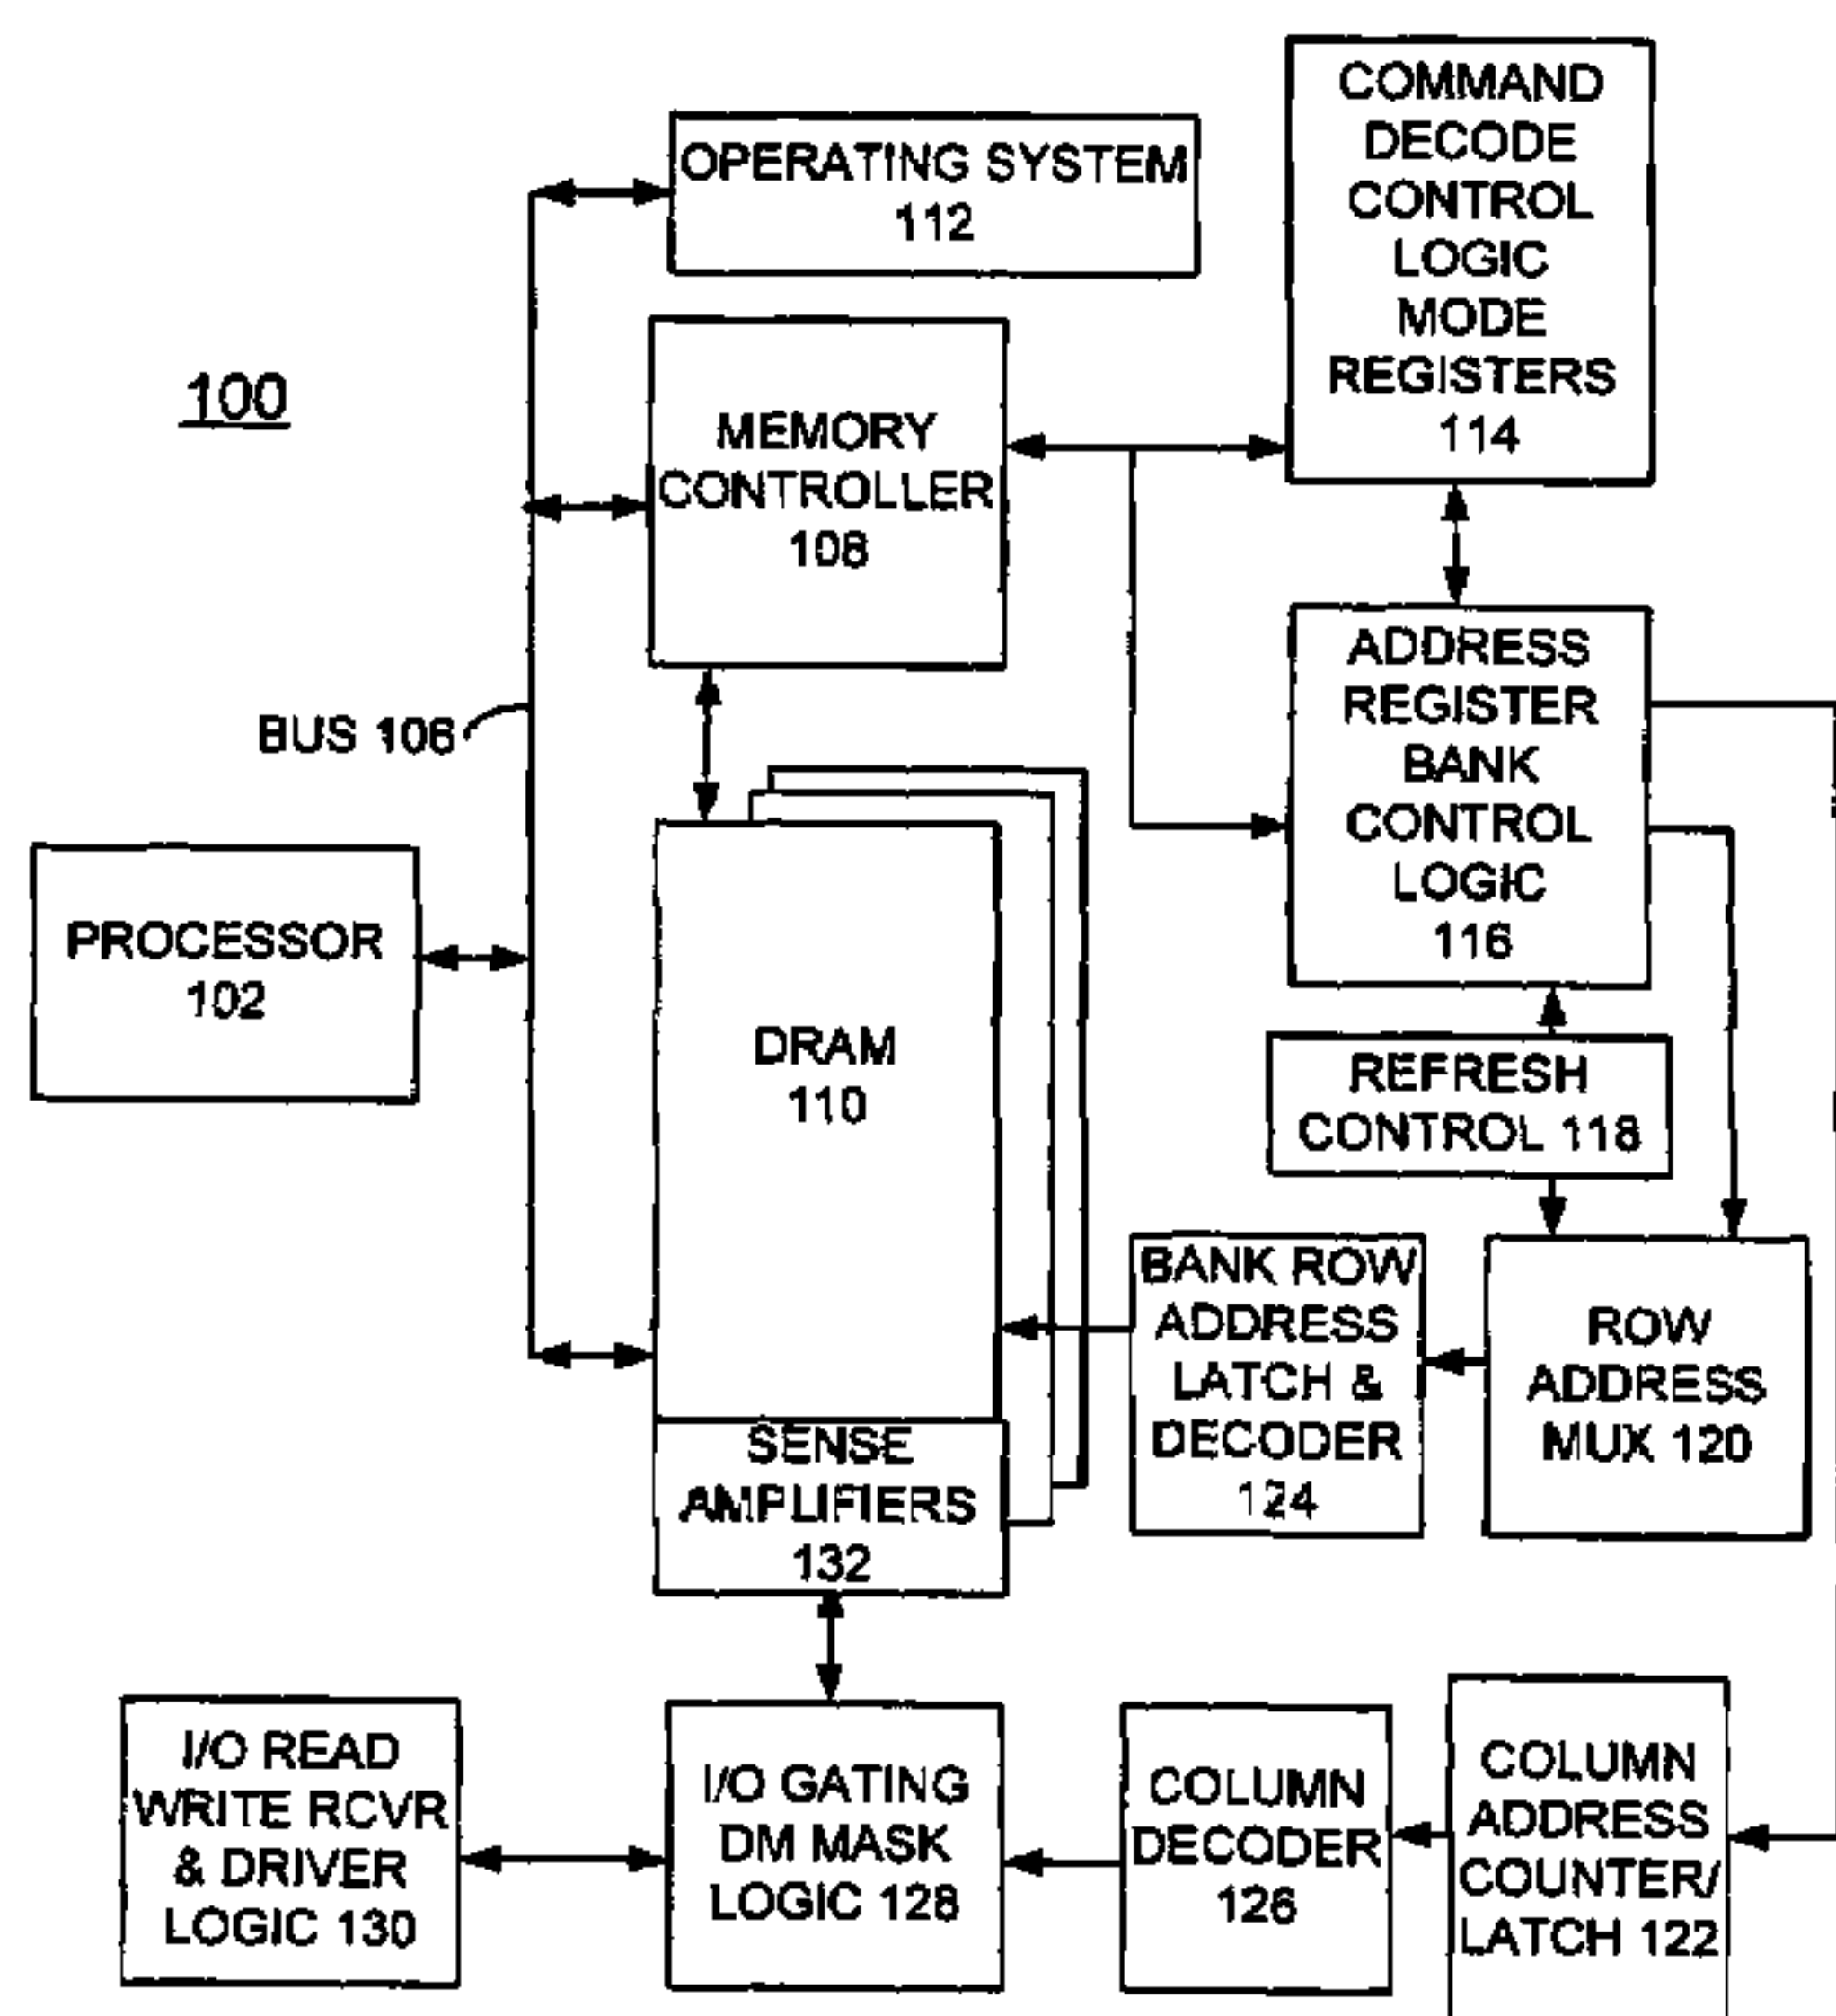 100
OPERATING SYSTEM
112
COMMAND
DECODE
CONTROL
LOGIC
MODE
REGISTERS
114
MEMORY
CONTROLLER
108
BUS 106
ADDRESS
REGISTER
BANK
CONTROL
LOGIC
116
PROCESSOR
102
DRAM
110
REFRESH
CONTROL 118
BANK ROW
ADDRESS
LATCH &
DECODER
124
ROW
ADDRESS
MUX 120
SENSE
AMPLIFIERS
132
I/O READ
WRITE RCVR
& DRIVER
LOGIC 130
I/O GATING
DM MASK
LOGIC 128
COLUMN
DECODER
126
COLUMN
ADDRESS
COUNTER/
LATCH 122